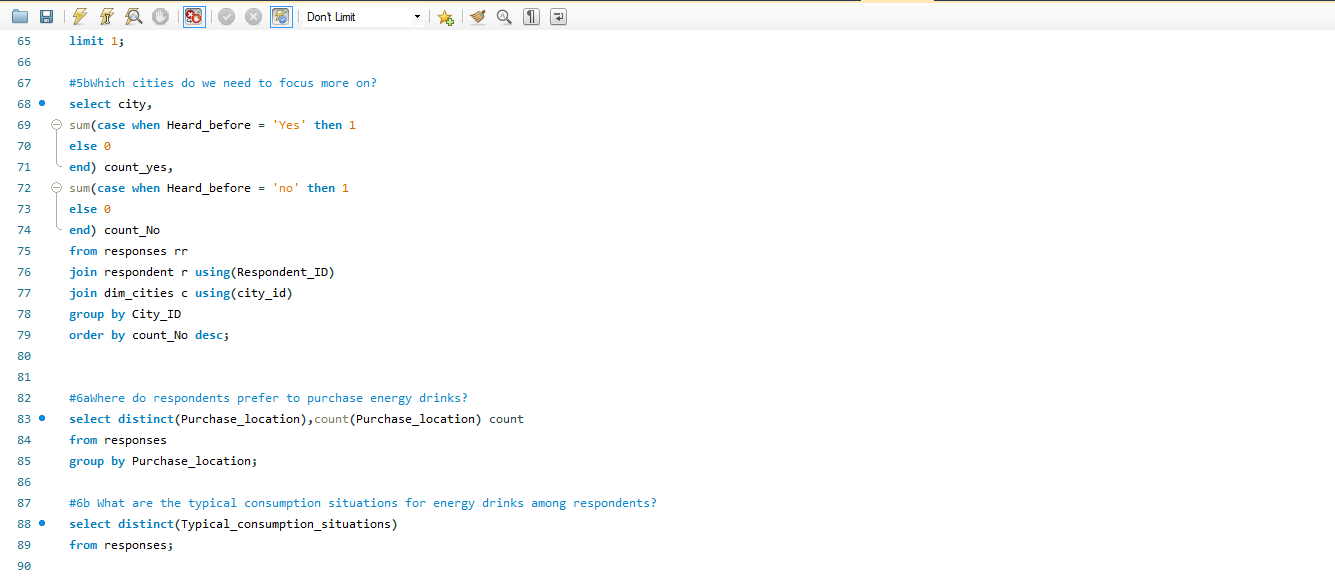 Don't Limit
65 limit 1;
66
67 #5bWhich cities do we need to focus more on?
68 select city,
69 sum(case when Heard_before = 'Yes' then 1
70 else 0
71 end) count_yes,
72 sum(case when Heard_before = 'no' then 1
73 else 0
74 end) count_No
75 from responses rr
76 join respondent r using(Respondent_ID)
77 join dim_cities c using(city_id)
78 group by City_ID
79 order by count_No desc;
80
81
82 #6aWhere do respondents prefer to purchase energy drinks?
83 select distinct(Purchase_location),count(Purchase_location) count
84 from responses
85 group by Purchase_location;
86
87 #6b What are the typical consumption situations for energy drinks among respondents?
88 select distinct(Typical_consumption_situations)
89 from responses;
90